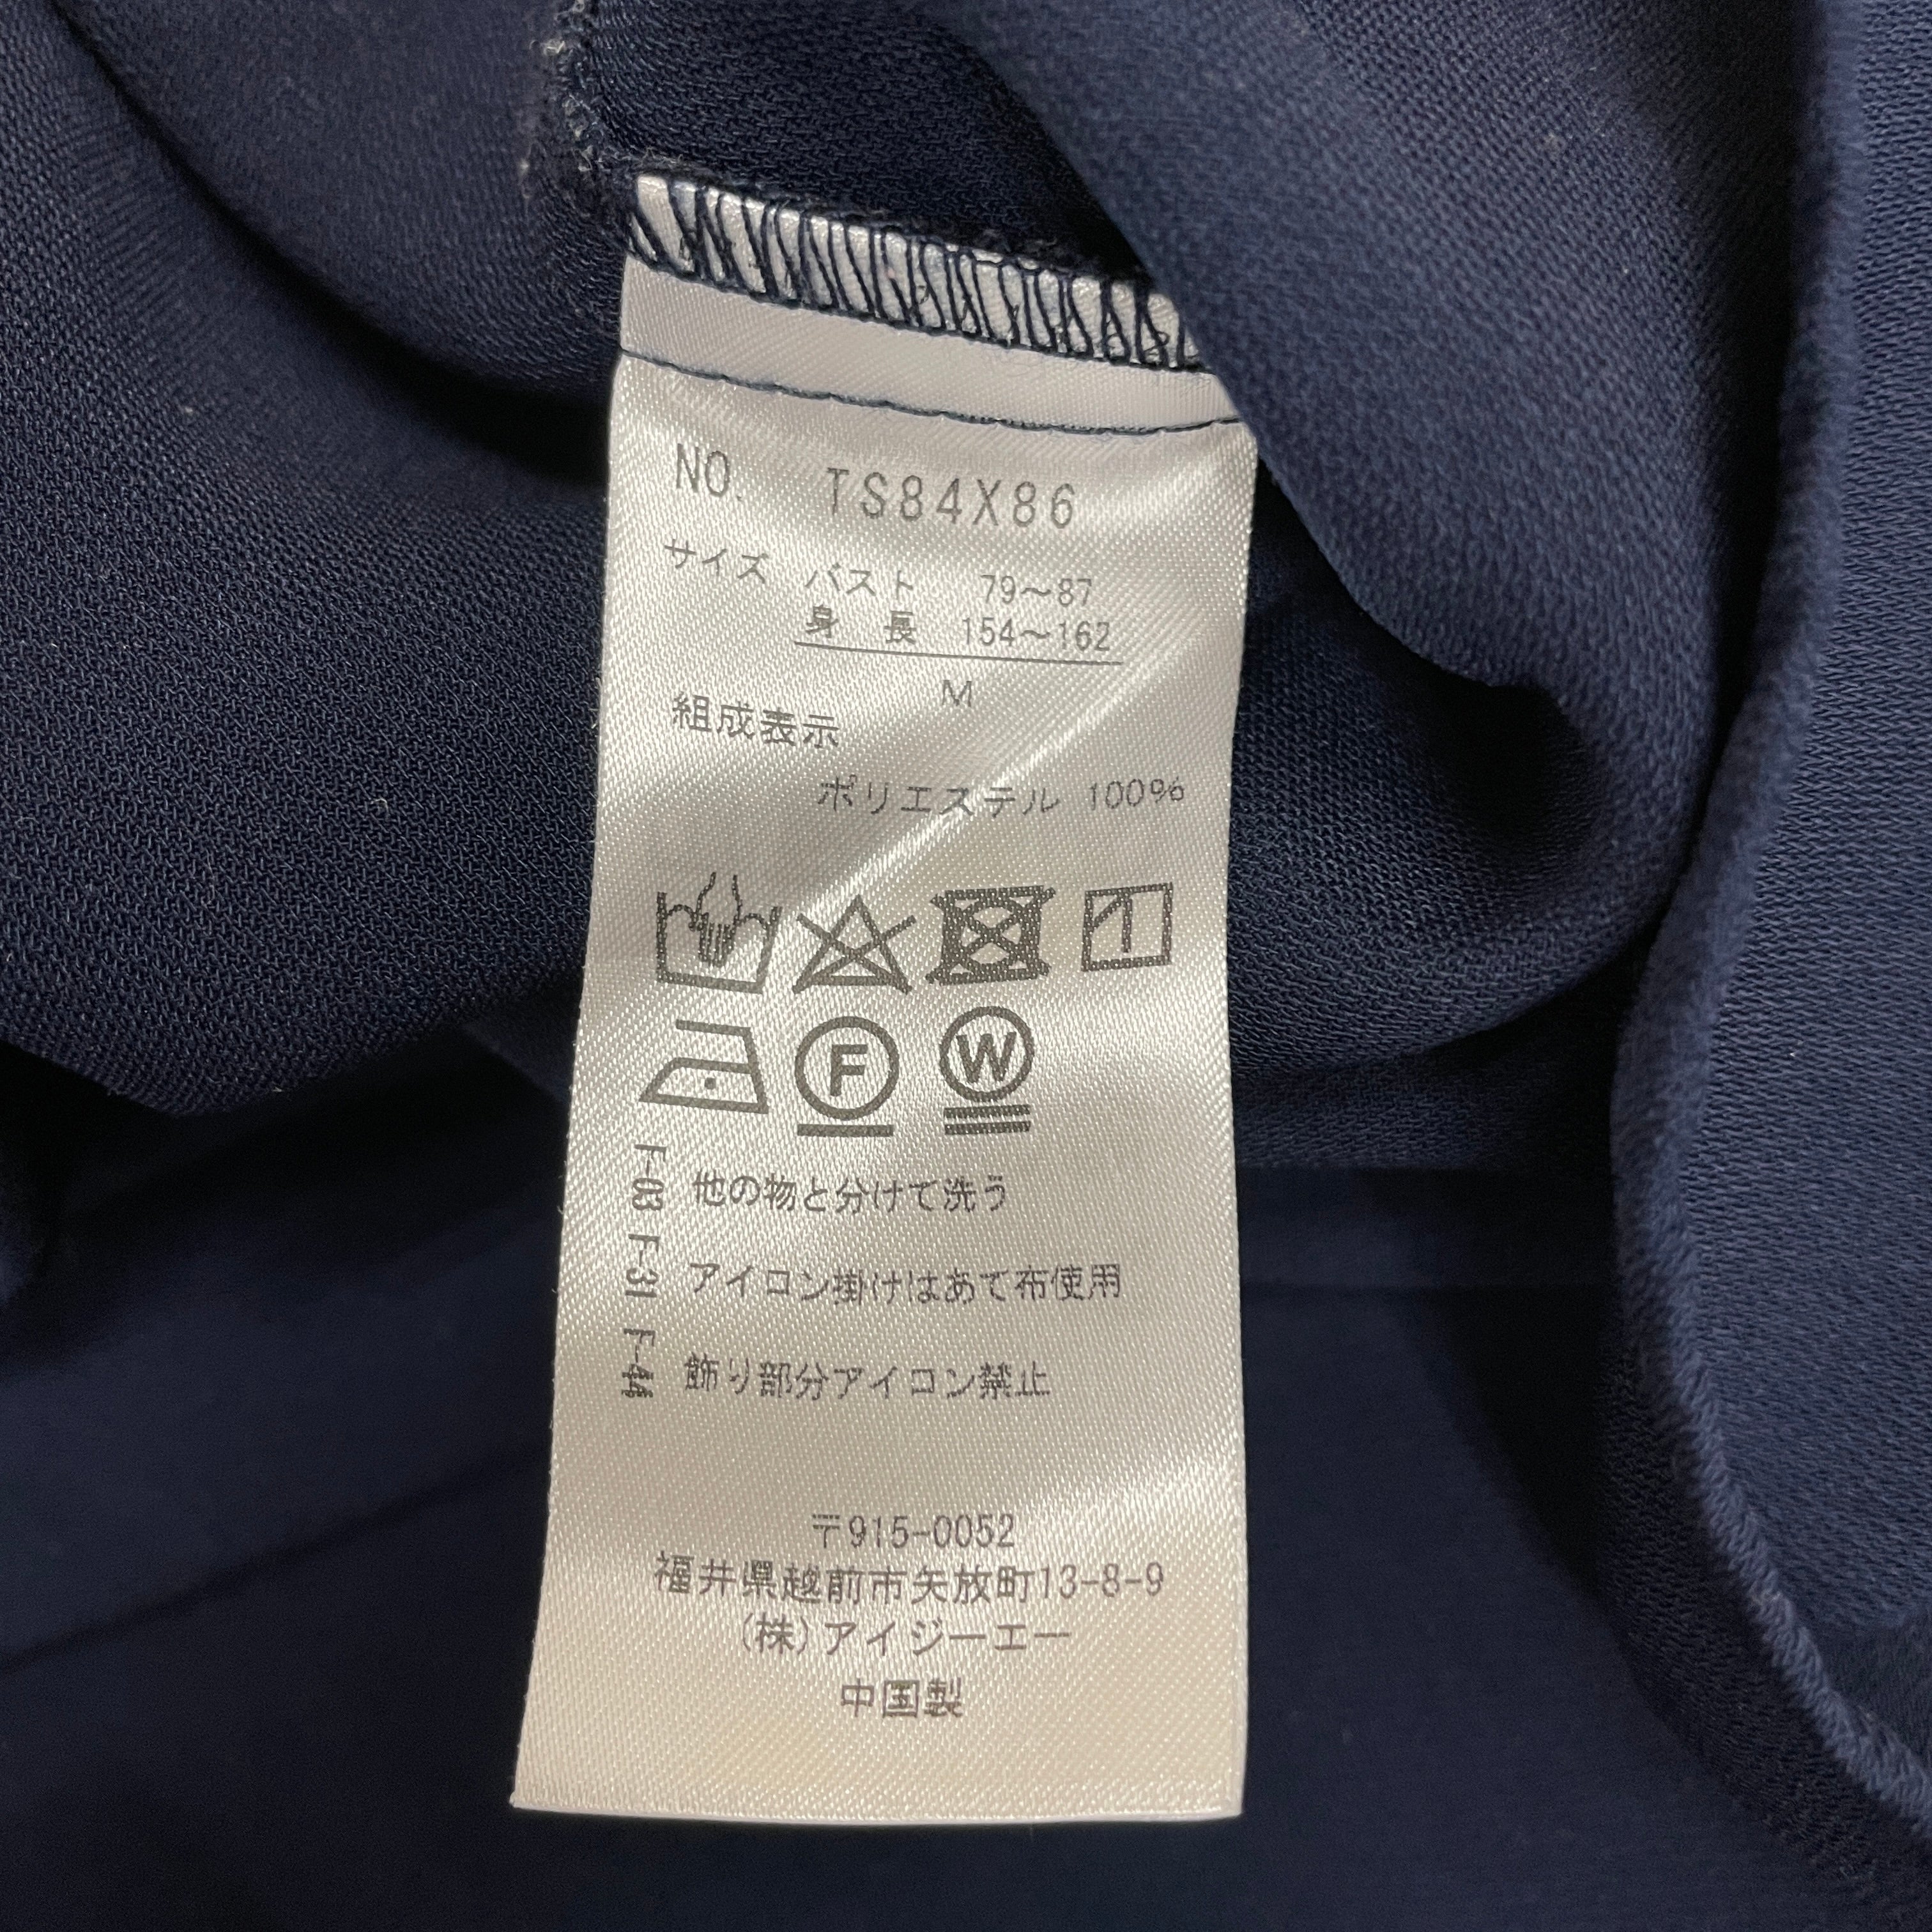 NO. TS84X86
サイズ バスト 79〜87
身 長 154〜162
M
組成表示
ポリエステル 100%
F
W
F-03 F-31 F-44
他の物と分けて洗う
アイロン掛けはあて布使用
飾り部分アイロン禁止
〒915-0052
福井県越前市矢放町13-8-9
(株)アイジーエー
中国製